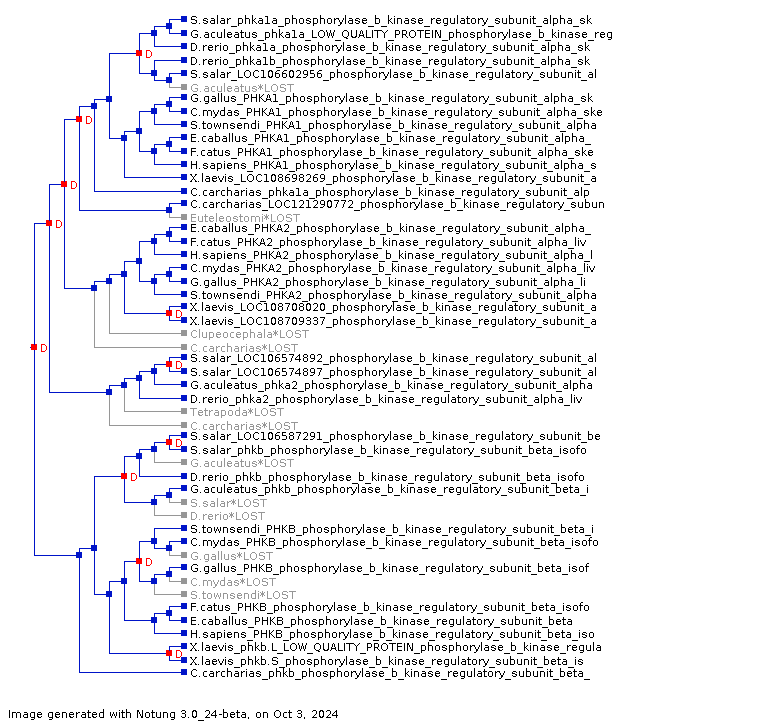 S.salar_phka1a_phosphorylase_b_kinase_regulatory_subunit_alpha_sk
G.aculeatus_phka1a_LOW_QUALITY_PROTEIN_phosphorylase_b_kinase_reg
D
D.rerio_phka1a_phosphorylase_b_kinase_regulatory_subunit_alpha_sk
D.rerio_phka1b_phosphorylase_b_kinase_regulatory_subunit_alpha_sk
S.salar_LOC106602956_phosphorylase_b_kinase_regulatory_subunit_al
G.aculeatus*LOST
G.gallus_PHKA1_phosphorylase_b_kinase_regulatory_subunit_alpha_sk
C.mydas_PHKA1_phosphorylase_b_kinase_regulatory_subunit_alpha_ske
D
S.townsendi_PHKA1_phosphorylase_b_kinase_regulatory_subunit_alpha
E.caballus_PHKA1_phosphorylase_b_kinase_regulatory_subunit_alpha_
F.catus_PHKA1_phosphorylase_b_kinase_regulatory_subunit_alpha_ske
H.sapiens_PHKA1_phosphorylase_b_kinase_regulatory_subunit_alpha_s
X.laevis_LOC108698269_phosphorylase_b_kinase_regulatory_subunit_a
D
C.carcharias_phka1a_phosphorylase_b_kinase_regulatory_subunit_alp
C.carcharias_LOC121290772_phosphorylase_b_kinase_regulatory_subun
Euteleostomi*LOST
D
E.caballus_PHKA2_phosphorylase_b_kinase_regulatory_subunit_alpha_
F.catus_PHKA2_phosphorylase_b_kinase_regulatory_subunit_alpha_liv
H.sapiens_PHKA2_phosphorylase_b_kinase_regulatory_subunit_alpha_l
C.mydas_PHKA2_phosphorylase_b_kinase_regulatory_subunit_alpha_liv
G.gallus_PHKA2_phosphorylase_b_kinase_regulatory_subunit_alpha_li
S.townsendi_PHKA2_phosphorylase_b_kinase_regulatory_subunit_alpha
X.laevis_LOC108708020_phosphorylase_b_kinase_regulatory_subunit_a
D
X.laevis_LOC108709337_phosphorylase_b_kinase_regulatory_subunit_a
Clupeocephala*LOST
C.carcharias*LOST
D
S.salar_LOC106574892_phosphorylase_b_kinase_regulatory_subunit_al
D
S.salar_LOC106574897_phosphorylase_b_kinase_regulatory_subunit_al
G.aculeatus_phka2_phosphorylase_b_kinase_regulatory_subunit_alpha
D.rerio_phka2_phosphorylase_b_kinase_regulatory_subunit_alpha_liv
Tetrapoda*LOST
C.carcharias*LOST
S.salar_LOC106587291_phosphorylase_b_kinase_regulatory_subunit_be
D
S.salar_phkb_phosphorylase_b_kinase_regulatory_subunit_beta_isofo
G.aculeatus*LOST
D
D.rerio_phkb_phosphorylase_b_kinase_regulatory_subunit_beta_isofo
G.aculeatus_phkb_phosphorylase_b_kinase_regulatory_subunit_beta_i
S.salar*LOST
D.rerio*LOST
S.townsendi_PHKB_phosphorylase_b_kinase_regulatory_subunit_beta_i
C.mydas_PHKB_phosphorylase_b_kinase_regulatory_subunit_beta_isofo
G.gallus*LOST
D
G.gallus_PHKB_phosphorylase_b_kinase_regulatory_subunit_beta_isof
C.mydas*LOST
S.townsendi*LOST
F.catus_PHKB_phosphorylase_b_kinase_regulatory_subunit_beta_isofo
E.caballus_PHKB_phosphorylase_b_kinase_regulatory_subunit_beta
H.sapiens_PHKB_phosphorylase_b_kinase_regulatory_subunit_beta_iso
X.laevis_phkb.L_LOW_QUALITY_PROTEIN_phosphorylase_b_kinase_regula
D
X.laevis_phkb.S_phosphorylase_b_kinase_regulatory_subunit_beta_is
C.carcharias_phkb_phosphorylase_b_kinase_regulatory_subunit_beta_
Image generated with Notung 3.0_24-beta, on Oct 3, 2024